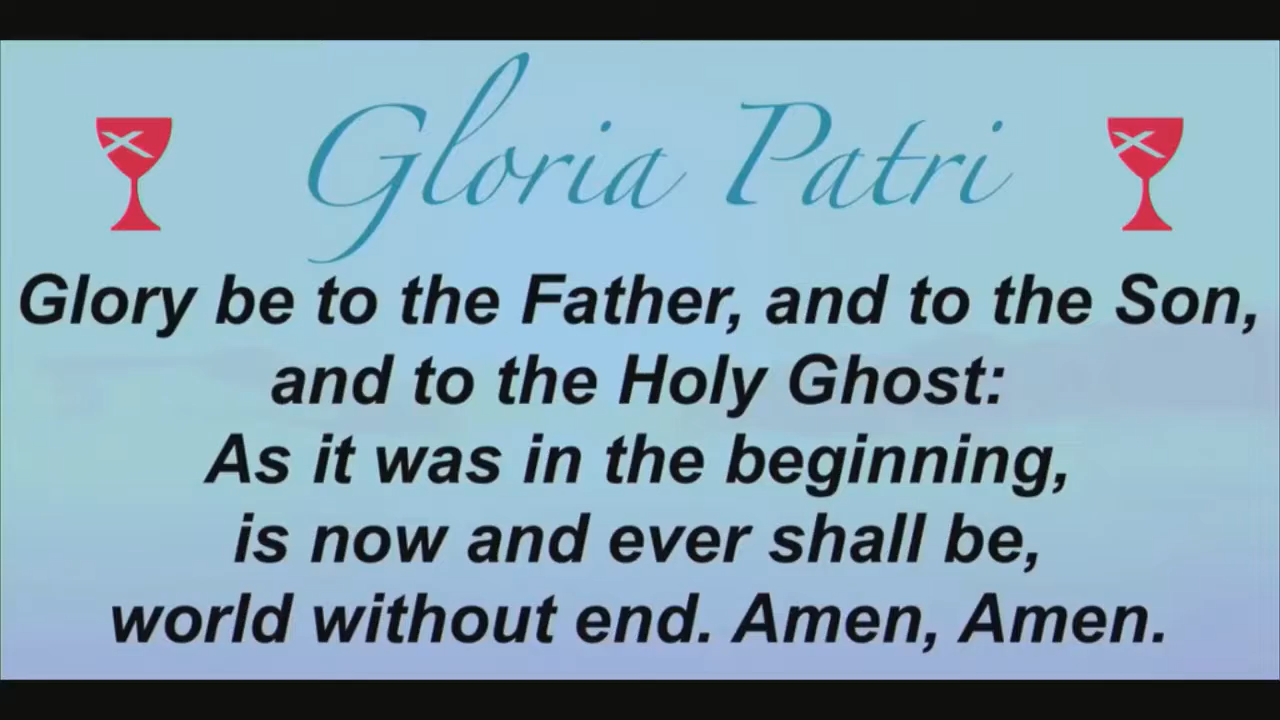 Gloria Patri
Glory be to the Father, and to the Son,
and to the Holy Ghost:
As it was in the beginning,
is now and ever shall be,
world without end. Amen, Amen.